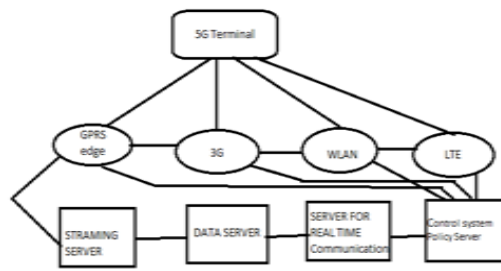 5G Terminal
GPRS
edge
3G
WLAN
LTE
STRAMING
SERVER
DATA SERVER
SERVER FOR
REAL TIME
Communication)
Control system
Policy Server